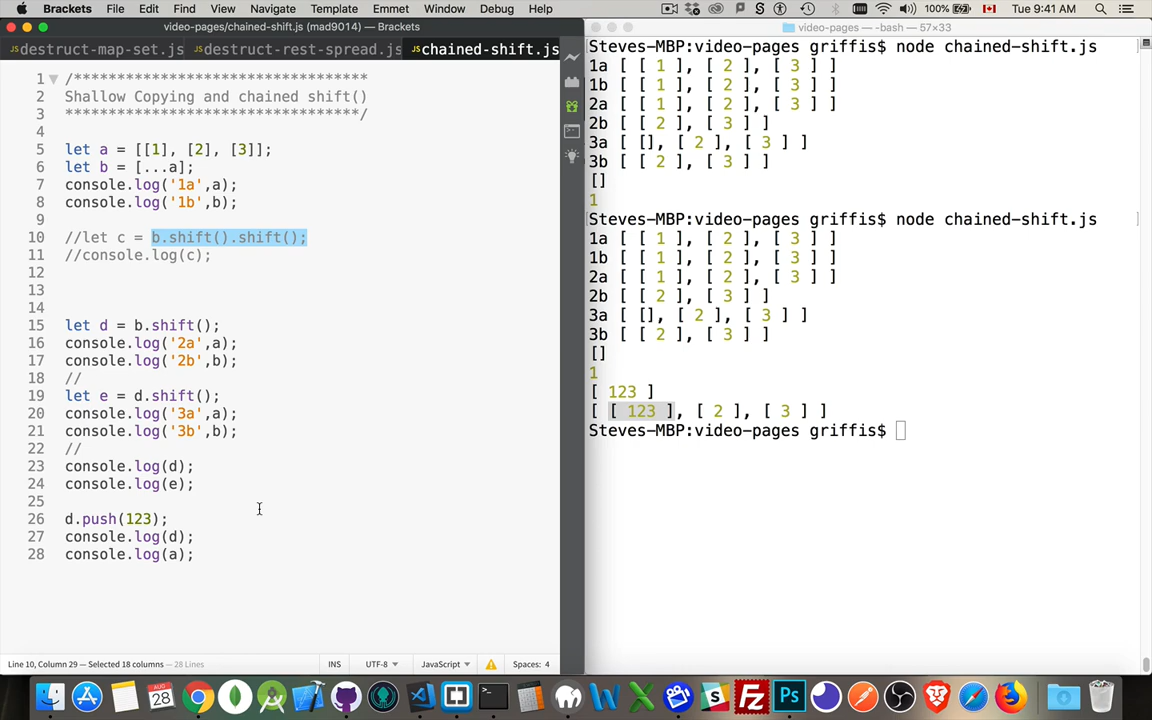 Brackets File Edit Find View Navigate Template Emmet Window Debug Help 100% Tue 9:41 AM
video-pages/chained-shift.js (mad9014) — Brackets
destruct-map-set.js destruct-rest-spread.js chained-shift.js
1 /**********************************
2 Shallow Copying and chained shift()
3 **********************************/
4
5 let a = [[1], [2], [3]];
6 let b = [...a];
7 console.log('1a',a);
8 console.log('1b',b);
9
10 //let c = b.shift().shift();
11 //console.log(c);
12
13
14
15 let d = b.shift();
16 console.log('2a',a);
17 console.log('2b',b);
18 //
19 let e = d.shift();
20 console.log('3a',a);
21 console.log('3b',b);
22 //
23 console.log(d);
24 console.log(e);
25
26 d.push(123);
27 console.log(d);
28 console.log(a);
Line 10, Column 29 — Selected 18 columns — 28 Lines INS UTF-8 JavaScript Spaces: 4
video-pages — -bash — 57×33
Steves-MBP:video-pages griffis$ node chained-shift.js
1a [ [ 1 ], [ 2 ], [ 3 ] ]
1b [ [ 1 ], [ 2 ], [ 3 ] ]
2a [ [ 1 ], [ 2 ], [ 3 ] ]
2b [ [ 2 ], [ 3 ] ]
3a [ [], [ 2 ], [ 3 ] ]
3b [ [ 2 ], [ 3 ] ]
[]
1
Steves-MBP:video-pages griffis$ node chained-shift.js
1a [ [ 1 ], [ 2 ], [ 3 ] ]
1b [ [ 1 ], [ 2 ], [ 3 ] ]
2a [ [ 1 ], [ 2 ], [ 3 ] ]
2b [ [ 2 ], [ 3 ] ]
3a [ [], [ 2 ], [ 3 ] ]
3b [ [ 2 ], [ 3 ] ]
[]
1
[ 123 ]
[ [ 123 ], [ 2 ], [ 3 ] ]
Steves-MBP:video-pages griffis$